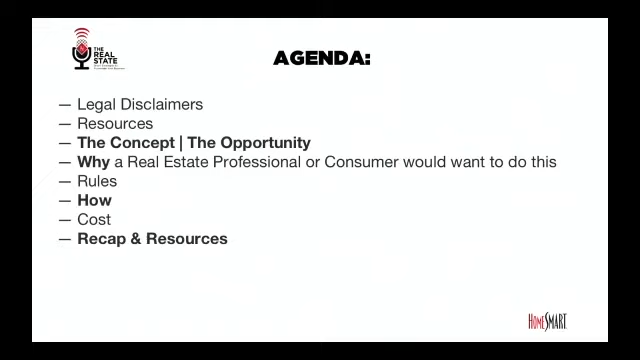 THE
REAL
STATE
AGENDA:
— Legal Disclaimers
— Resources
— The Concept | The Opportunity
— Why a Real Estate Professional or Consumer would want to do this
— Rules
— How
— Cost
— Recap & Resources
HOMESMART